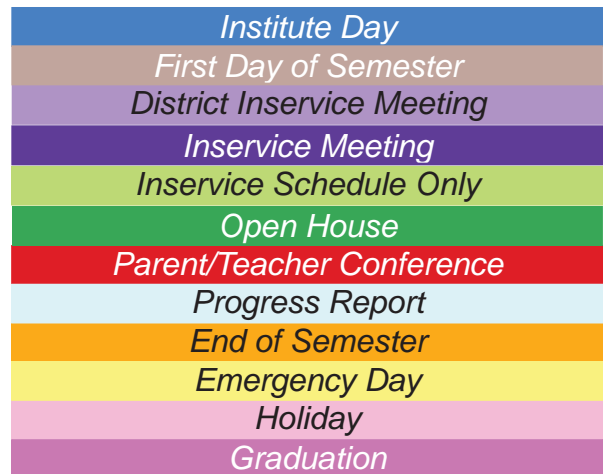 Institute Day
First Day of Semester
District Inservice Meeting
Inservice Meeting
Inservice Schedule Only
Open House
Parent/Teacher Conference
Progress Report
End of Semester
Emergency Day
Holiday
Graduation